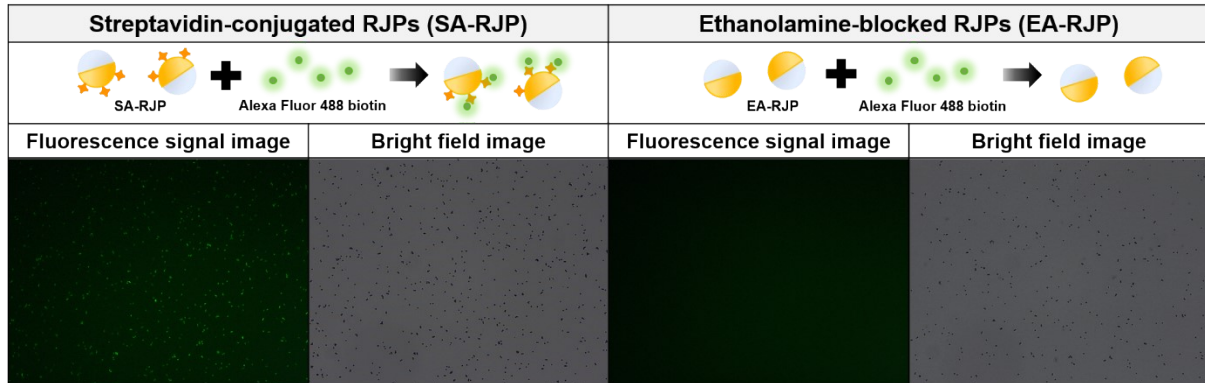 Streptavidin-conjugated RJPs (SA-RJP)
Ethanolamine-blocked RJPs (EA-RJP)
SA-RJP
Alexa Fluor 488 biotin
EA-RJP
Alexa Fluor 488 biotin
Fluorescence signal image
Bright field image
Fluorescence signal image
Bright field image